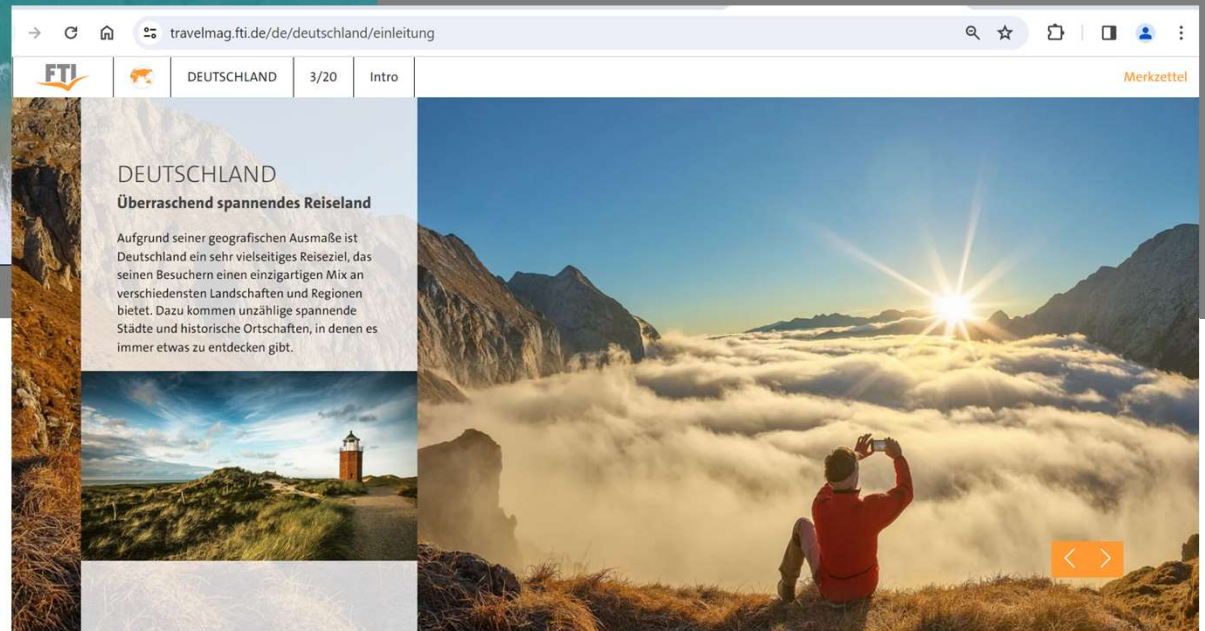 travelmag.fti.de/de/deutschland/einleitung
FTI
DEUTSCHLAND
3/20
Intro
Merkzettel
DEUTSCHLAND
Überraschend spannendes Reiseland
Aufgrund seiner geografischen Ausmaße ist
Deutschland ein sehr vielseitiges Reiseziel, das
seinen Besuchern einen einzigartigen Mix an
verschiedensten Landschaften und Regionen
bietet. Dazu kommen unzählige spannende
Städte und historische Ortschaften, in denen es
immer etwas zu entdecken gibt.